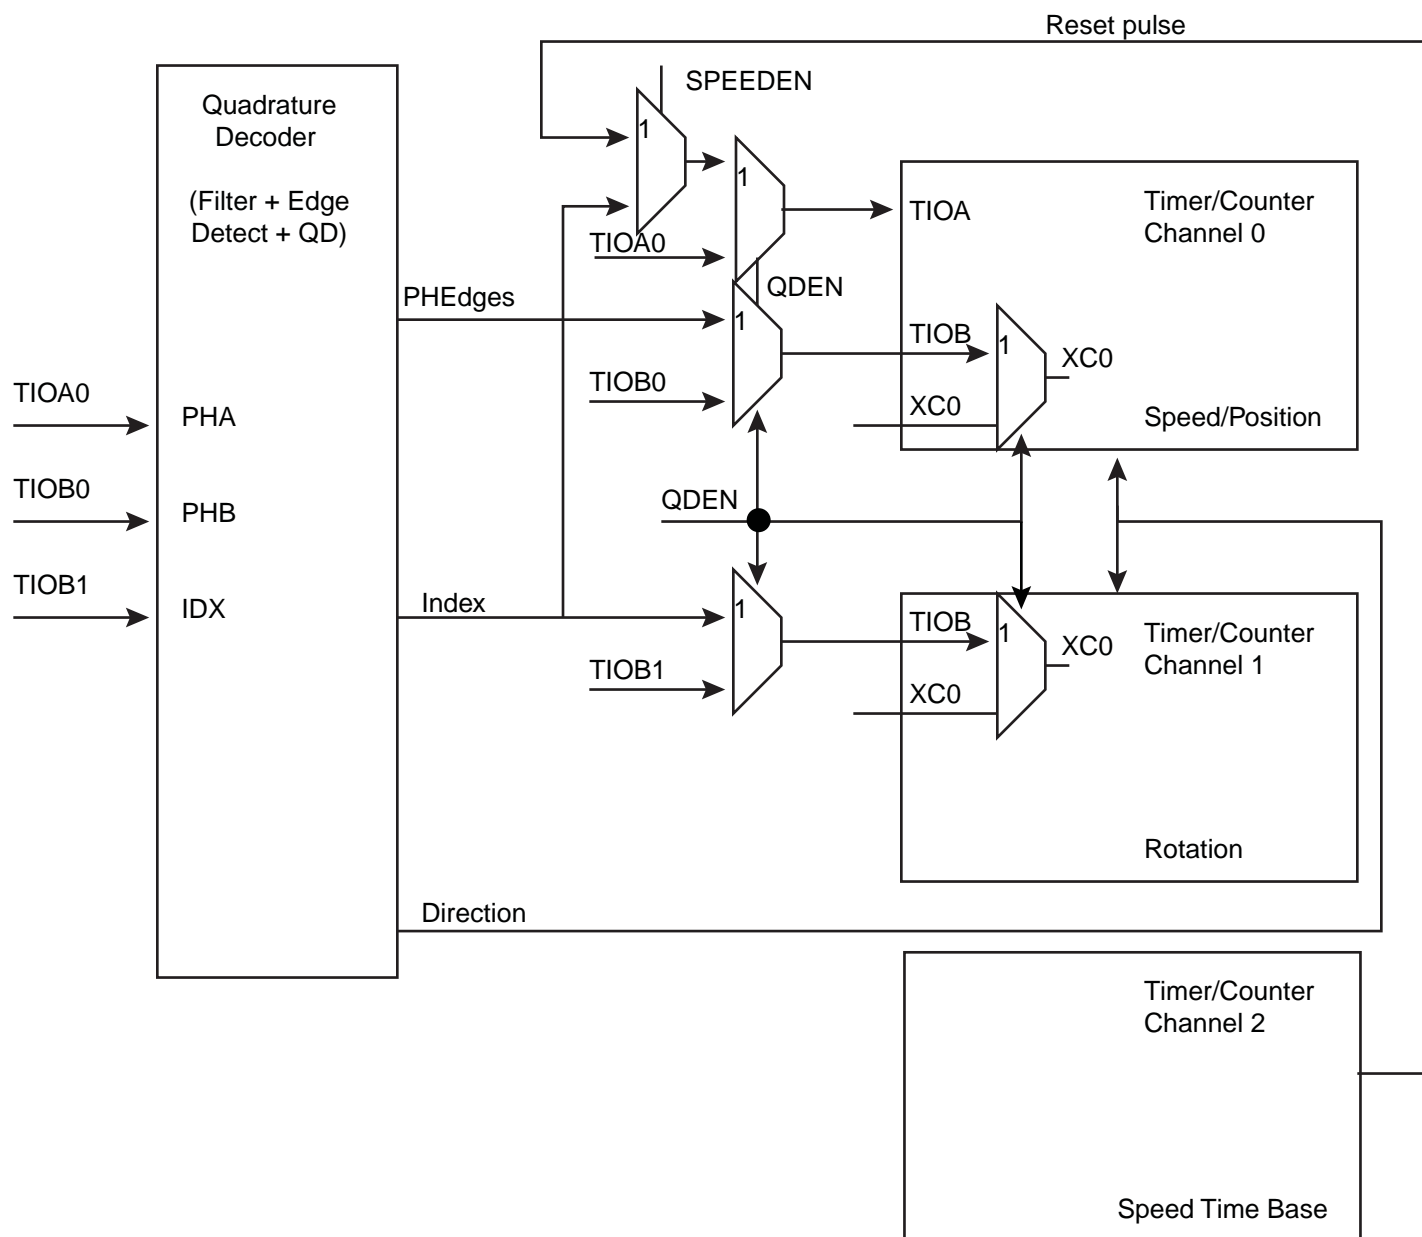 Reset pulse
SPEEDEN
Quadrature
Decoder
(Filter + Edge
Detect + QD)
1
1
TIOA
Timer/Counter
Channel 0
TIOA0
QDEN
PHEdges
1
TIOB
1
XC0
TIOB0
XC0
Speed/Position
TIOA0
PHA
QDEN
TIOB0
PHB
TIOB1
IDX
Index
1
TIOB
1
XC0
Timer/Counter
Channel 1
TIOB1
XC0
Rotation
Direction
Timer/Counter
Channel 2
Speed Time Base